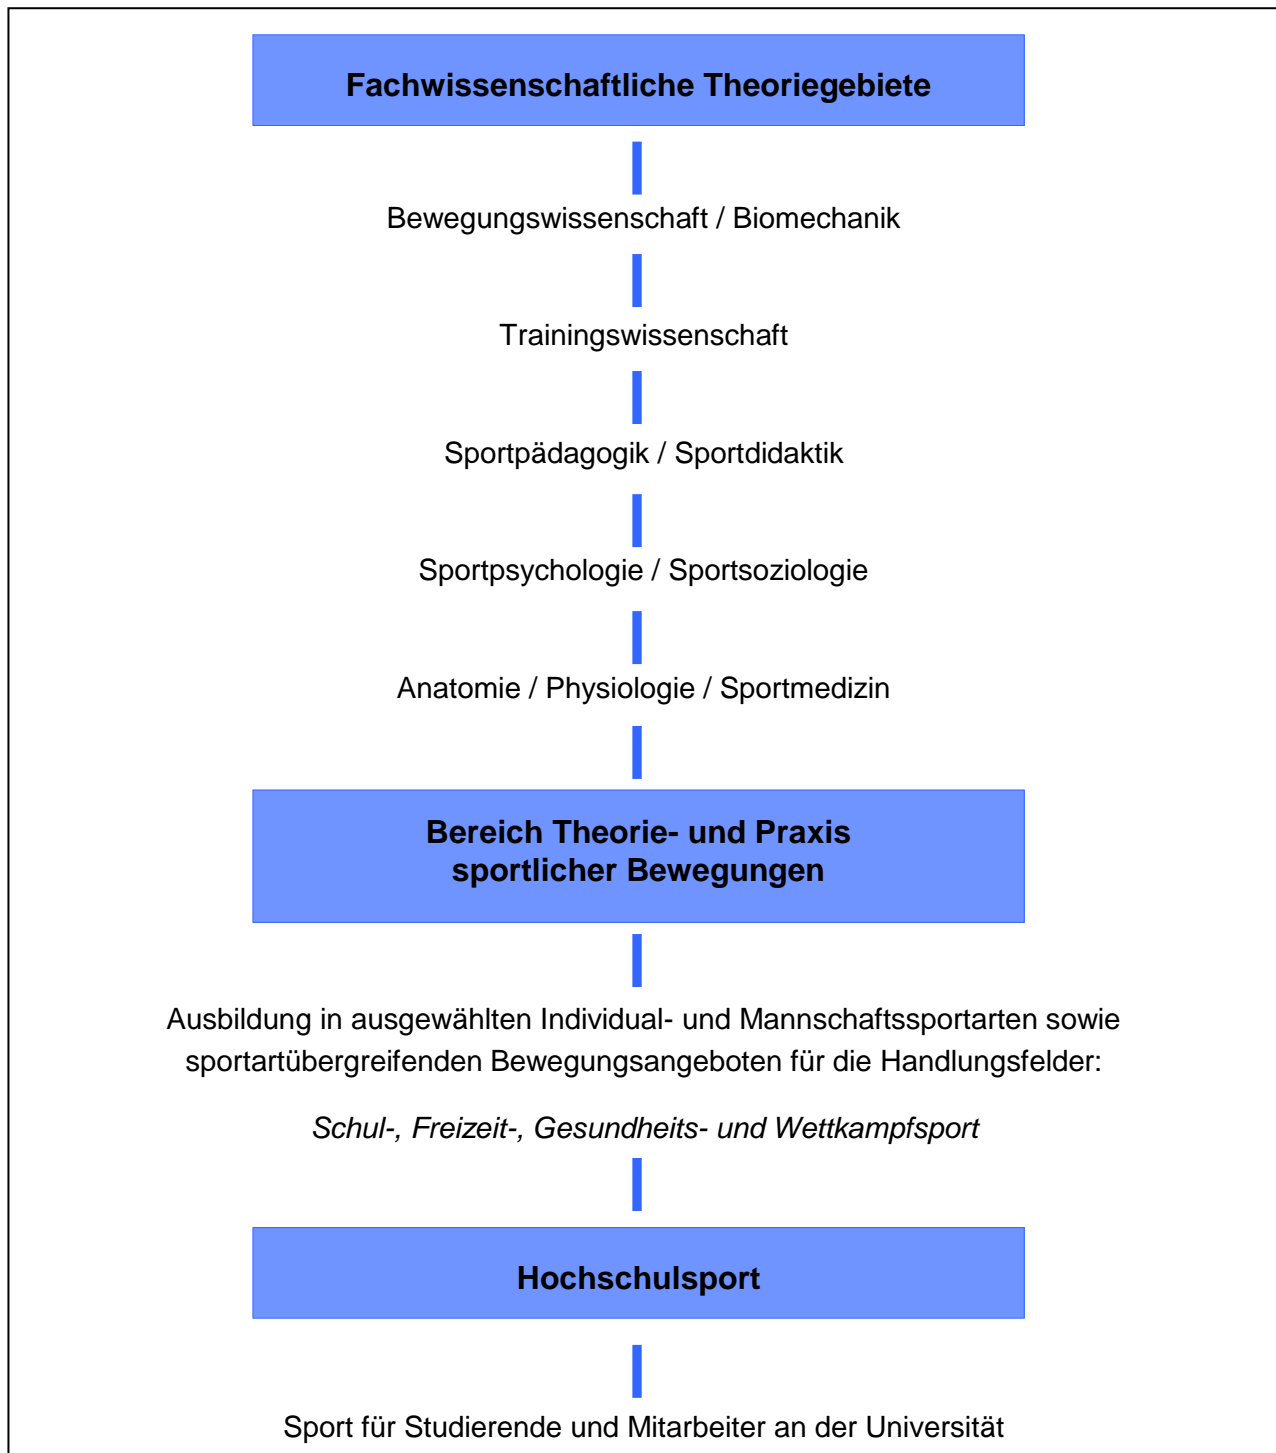 Fachwissenschaftliche Theoriegebiete
Bewegungswissenschaft / Biomechanik
Trainingswissenschaft
Sportpädagogik / Sportdidaktik
Sportpsychologie / Sportsoziologie
Anatomie / Physiologie / Sportmedizin
Bereich Theorie- und Praxis
sportlicher Bewegungen
Ausbildung in ausgewählten Individual- und Mannschaftssportarten sowie
sportartübergreifenden Bewegungsangeboten für die Handlungsfelder:
Schul-, Freizeit-, Gesundheits- und Wettkampfsport
Hochschulsport
Sport für Studierende und Mitarbeiter an der Universität